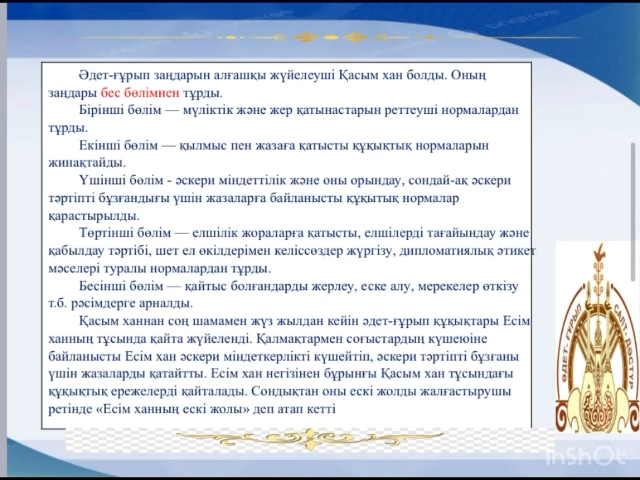 Әдет-ғұрып заңдарын алғашқы жүйелеуші Қасым хан болды. Оның
заңдары бес бөлімнен тұрды.
Бірінші бөлім — мүліктік және жер қатынастарын реттеуші нормалардан
тұрды.
Екінші бөлім — қылмыс пен жазаға қатысты құқықтық нормаларын
жинақтайды.
Үшінші бөлім - әскери міндеттілік және оны орындау, сондай-ақ әскери
тәртіпті бұзғандығы үшін жазаларға байланысты құқытық нормалар
қарастырылды.
Төртінші бөлім — елшілік жораларға қатысты, елшілерді тағайындау және
қабылдау тәртібі, шет ел өкілдерімен келіссөздер жүргізу, дипломатиялық әтикет
мәселері туралы нормалардан тұрды.
Бесінші бөлім — қайтыс болғандарды жерлеу, еске алу, мерекелер өткізу
т.б. рәсімдерге арналды.
Қасым ханнан соң шамамен жүз жылдан кейін әдет-ғұрып құқықтары Есім
ханның тұсында қайта жүйеленді. Қалмақтармен соғыстардың күшеюіне
байланысты Есім хан әскери міндеткерлікті күшейтіп, әскери тәртіпті бұзғаны
үшін жазаларды қатайтты. Есім хан негізінен бұрынғы Қасым хан тұсындағы
құқықтық ережелерді қайталады. Сондықтан оны ескі жолды жалғастырушы
ретінде «Есім ханның ескі жолы» деп атап кетті
ӘДЕТ-ҒҰРЫП
САЛТ-ДӘСТҮР
InShOt